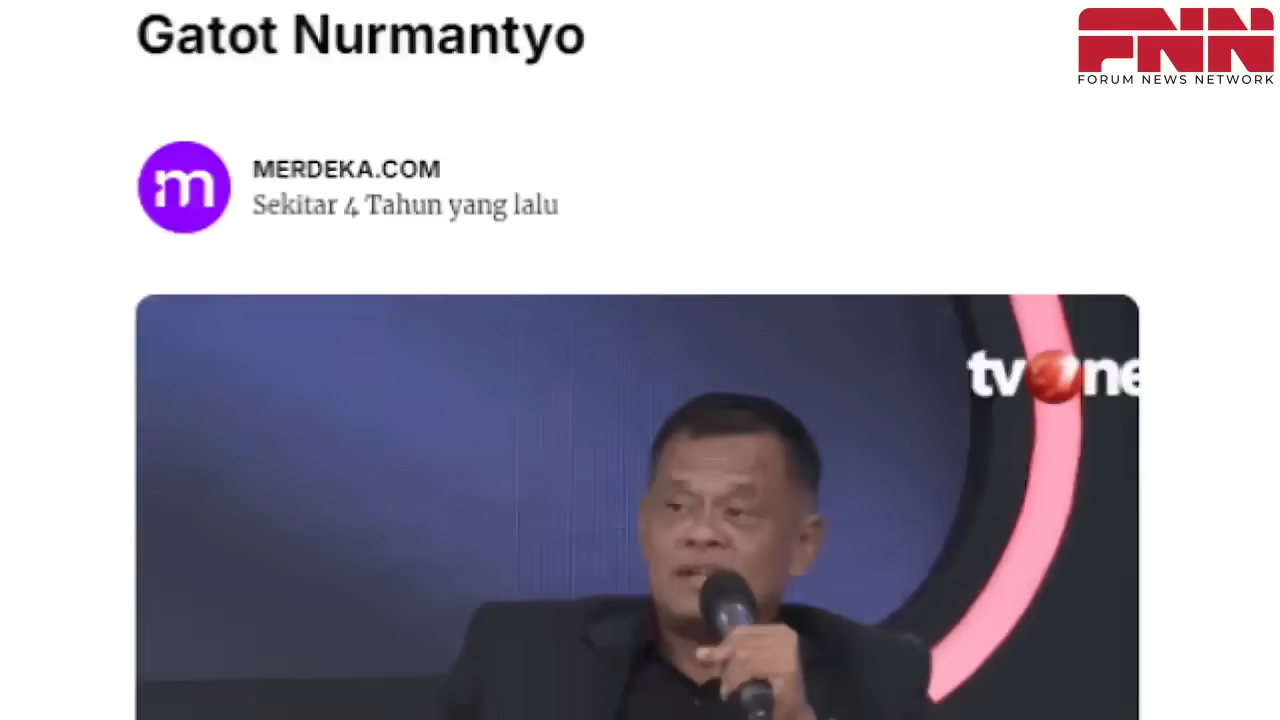 Gatot Nurmantyo
FNN
FORUM NEWS NETWORK
m
MERDEKA.COM
Sekitar 4 Tahun yang lalu
tvOne